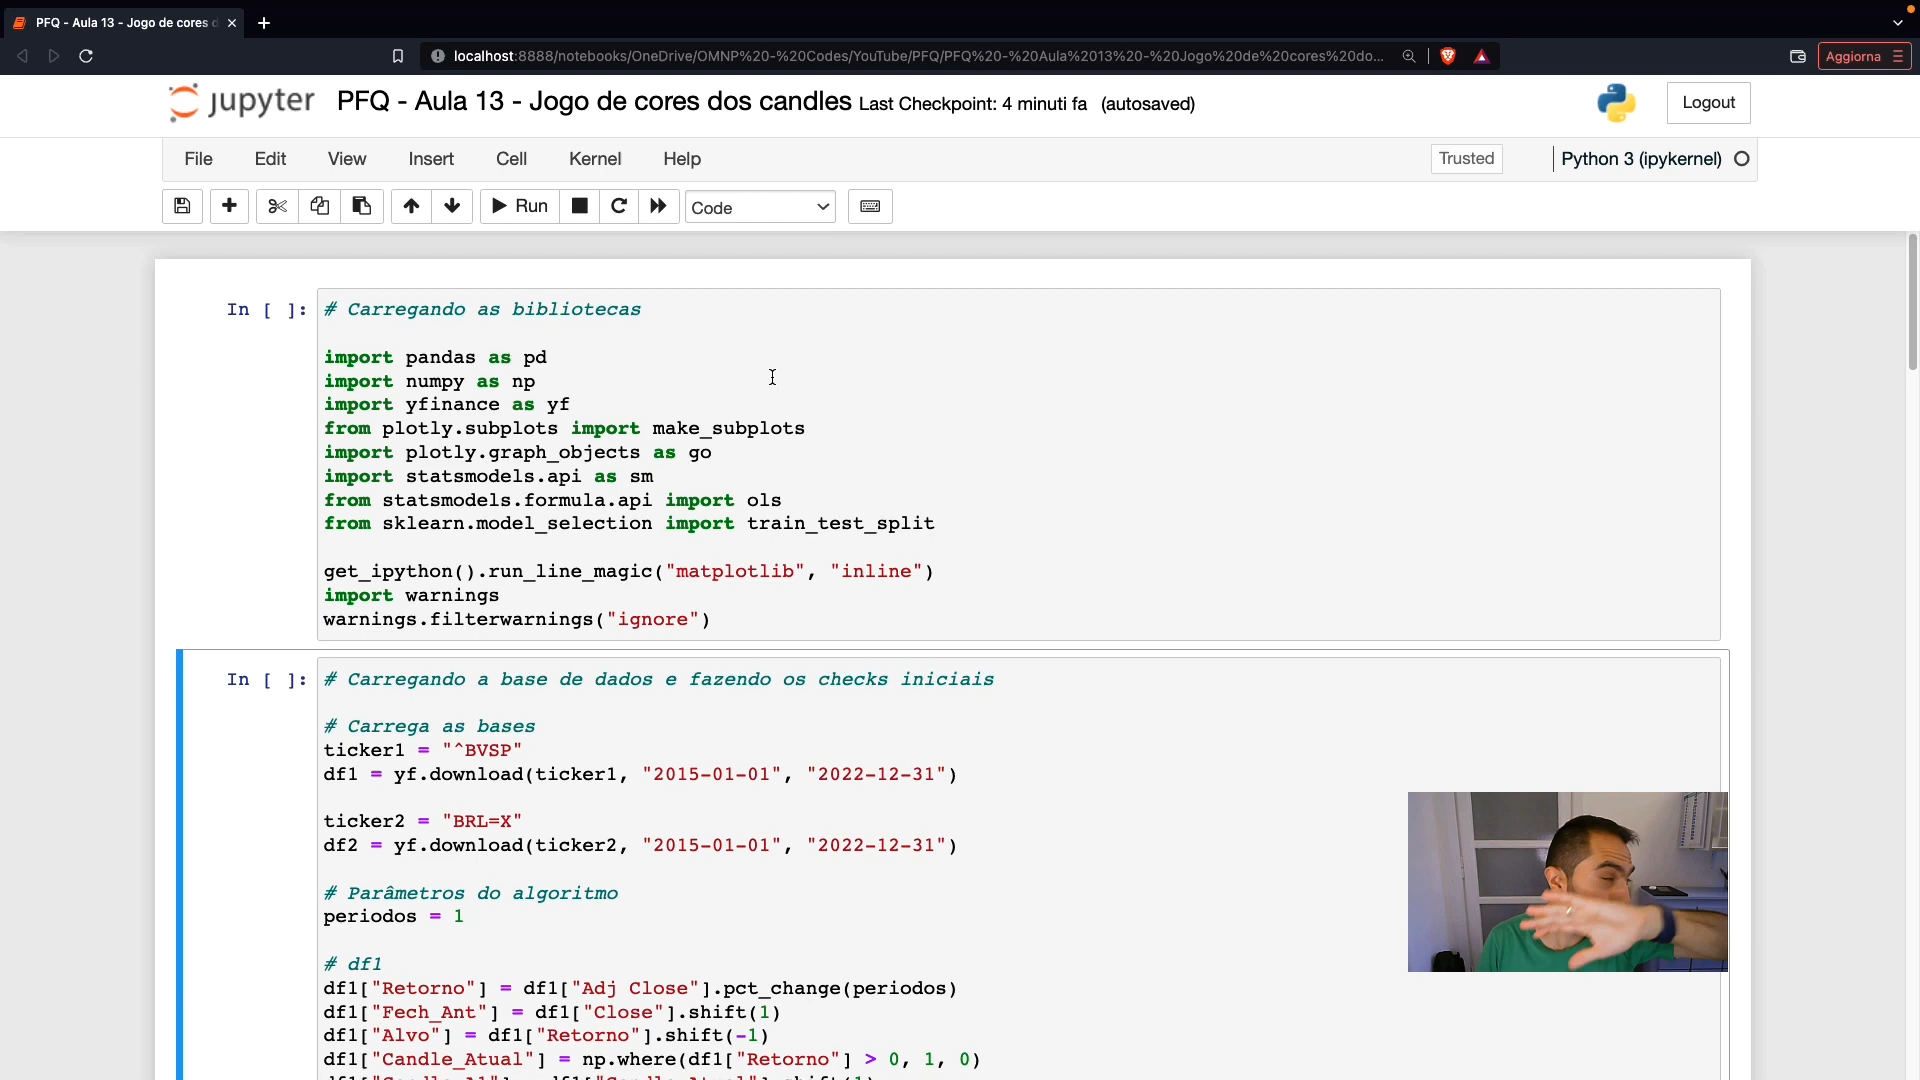 PFQ - Aula 13 - Jogo de cores d
localhost:8888/notebooks/OneDrive/OMNP%20-%20Codes/YouTube/PFQ/PFQ%20-%20Aula%2013%20-%20Jogo%20de%20cores%20do...
Aggiorna
jupyter PFQ - Aula 13 - Jogo de cores dos candles Last Checkpoint: 4 minuti fa (autosaved)
Logout
File Edit View Insert Cell Kernel Help
Trusted
Python 3 (ipykernel)
Run
Code
In [ ]: # Carregando as bibliotecas
import pandas as pd
import numpy as np
import yfinance as yf
from plotly.subplots import make_subplots
import plotly.graph_objects as go
import statsmodels.api as sm
from statsmodels.formula.api import ols
from sklearn.model_selection import train_test_split
get_ipython().run_line_magic("matplotlib", "inline")
import warnings
warnings.filterwarnings("ignore")
In [ ]: # Carregando a base de dados e fazendo os checks iniciais
# Carrega as bases
ticker1 = "^BVSP"
df1 = yf.download(ticker1, "2015-01-01", "2022-12-31")
ticker2 = "BRL=X"
df2 = yf.download(ticker2, "2015-01-01", "2022-12-31")
# Parâmetros do algoritmo
periodos = 1
# df1
df1["Retorno"] = df1["Adj Close"].pct_change(periodos)
df1["Fech_Ant"] = df1["Close"].shift(1)
df1["Alvo"] = df1["Retorno"].shift(-1)
df1["Candle_Atual"] = np.where(df1["Retorno"] > 0, 1, 0)